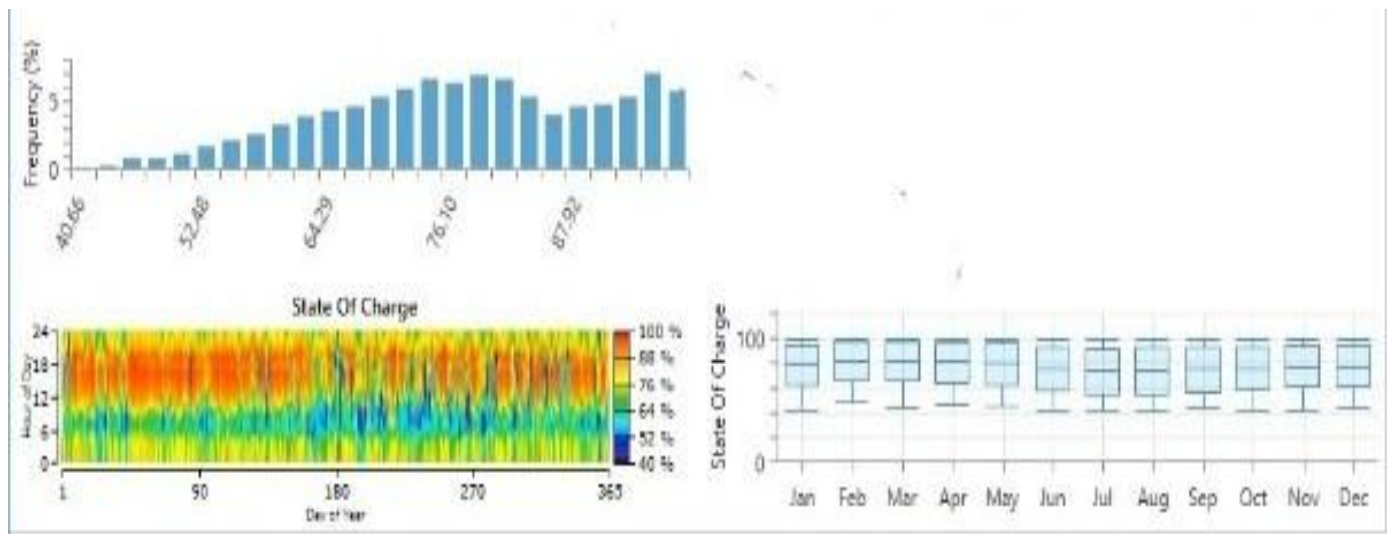 Frequency (%)
5
0
40.66
52.48
64.29
76.10
87.92
State Of Charge
24
18
12
6
0
Hour of Day
1
90
180
270
365
Day of Year
100 %
88 %
76 %
64 %
52 %
40 %
State Of Charge
100
0
Jan
Feb
Mar
Apr
May
Jun
Jul
Aug
Sep
Oct
Nov
Dec